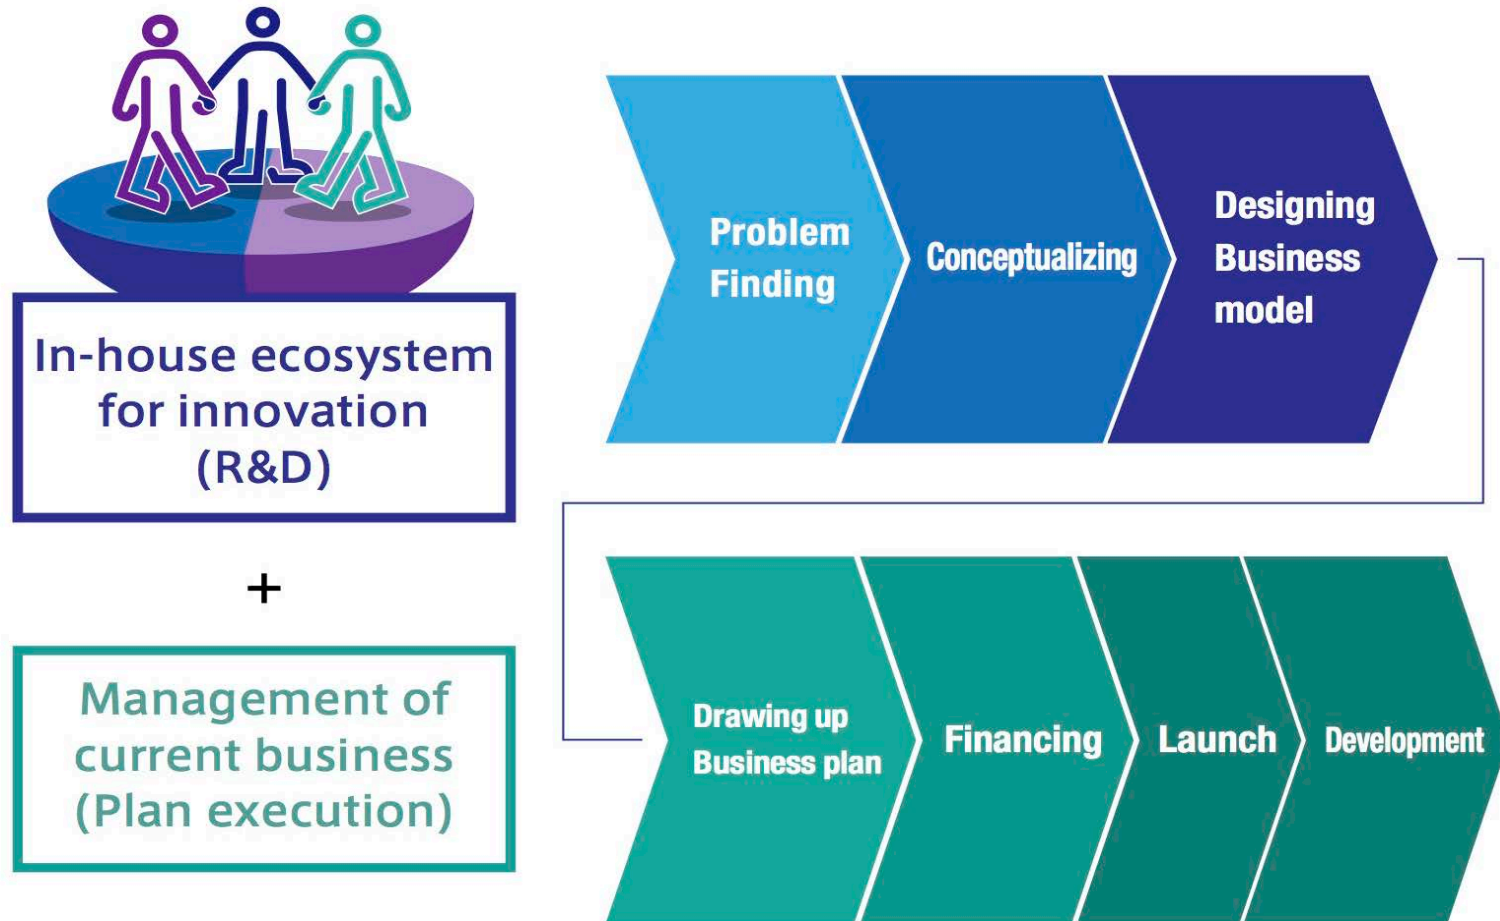 In-house ecosystem
for innovation
(R&D)
+
Management of
current business
(Plan execution)
Problem
Finding
Conceptualizing
Designing
Business
model
Drawing up
Business plan
Financing
Launch
Development